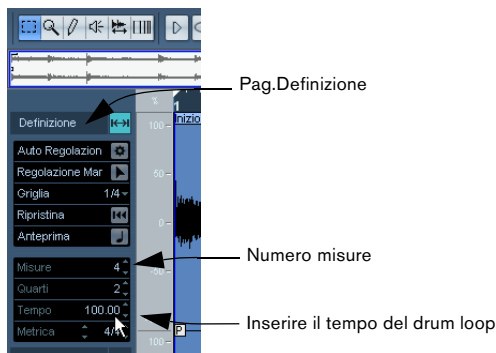 Pag.Definizione
%
1
Definizione
100
Inizio
Auto Regolazion
Regolazione Mar
50
Griglia 1/4
Ripristina
0
Anteprima
Numero misure
Misure 4
-50
Quarti 2
Tempo 100.00
Inserire il tempo del drum loop
Metrica 4/4
P
100